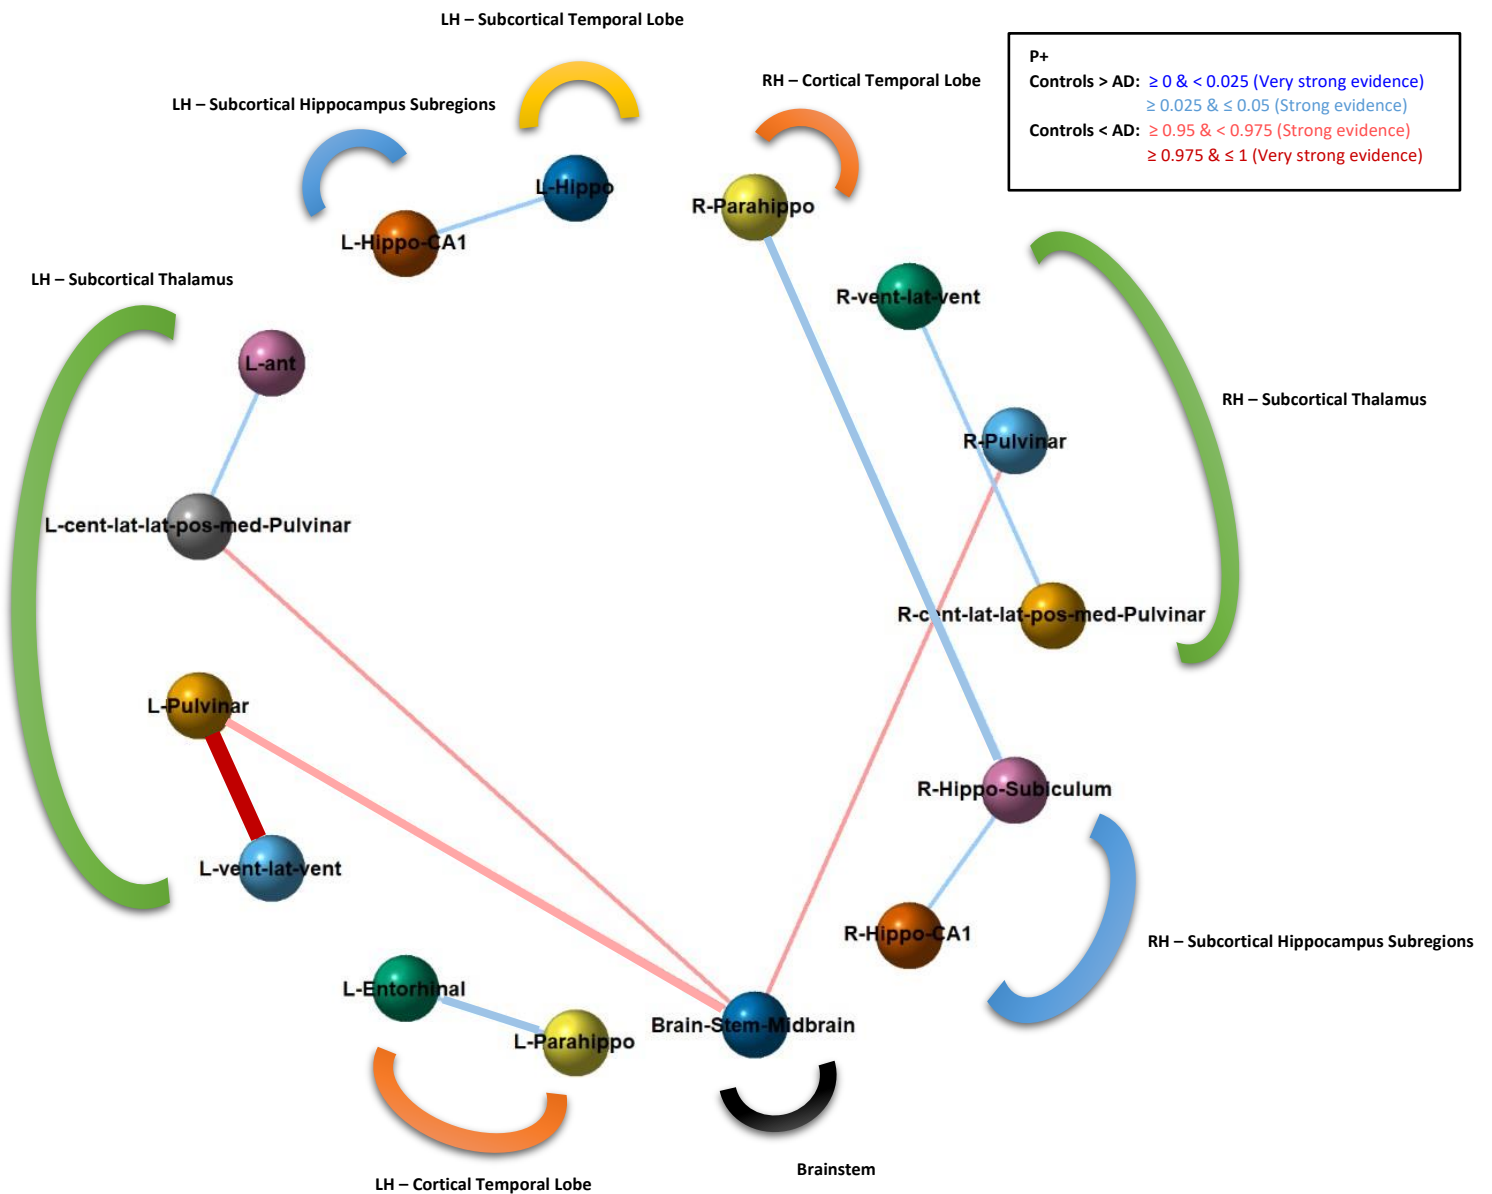 LH – Subcortical Temporal Lobe
P+
Controls > AD: ≥ 0 & < 0.025 (Very strong evidence)
≥ 0.025 & ≤ 0.05 (Strong evidence)
Controls < AD: ≥ 0.95 & < 0.975 (Strong evidence)
≥ 0.975 & ≤ 1 (Very strong evidence)
RH – Cortical Temporal Lobe
LH – Subcortical Hippocampus Subregions
L-Hippo
R-Parahippo
L-Hippo-CA1
LH – Subcortical Thalamus
R-vent-lat-vent
L-ant
RH – Subcortical Thalamus
R-Pulvinar
L-cent-lat-lat-pos-med-Pulvinar
R-cent-lat-lat-pos-med-Pulvinar
L-Pulvinar
R-Hippo-Subiculum
L-vent-lat-vent
R-Hippo-CA1
RH – Subcortical Hippocampus Subregions
L-Entorhinal
Brain-Stem-Midbrain
L-Parahippo
Brainstem
LH – Cortical Temporal Lobe